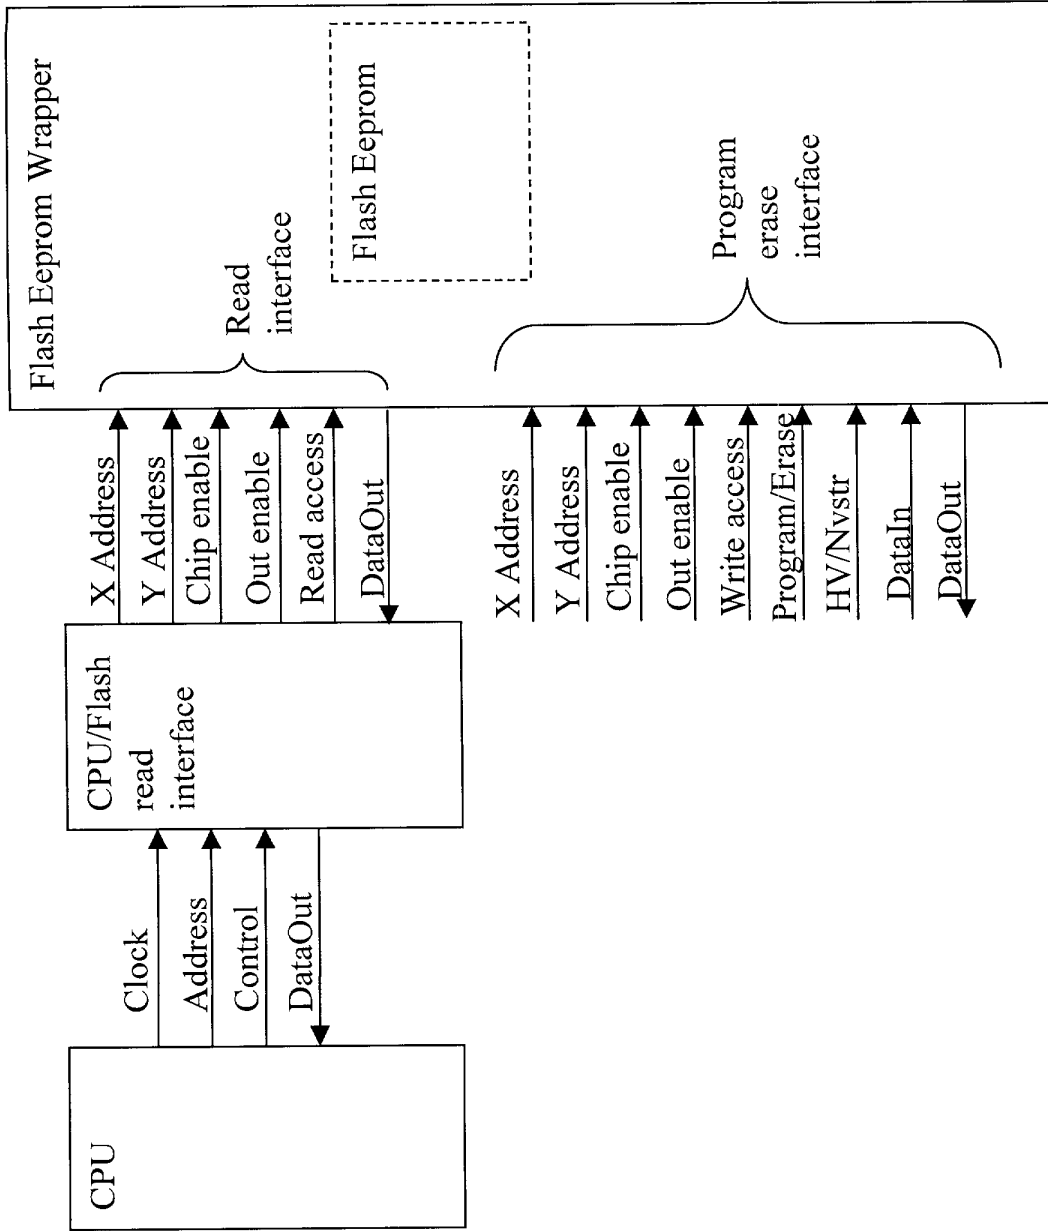 CPU
Clock
Address
Control
DataOut
CPU/Flash
read
interface
X Address
Y Address
Chip enable
Out enable
Read access
DataOut
Flash Eeprom Wrapper
Read
interface
Flash Eeprom
X Address
Y Address
Chip enable
Out enable
Write access
Program/Erase
HV/Nvstr
DataIn
DataOut
Program
erase
interface